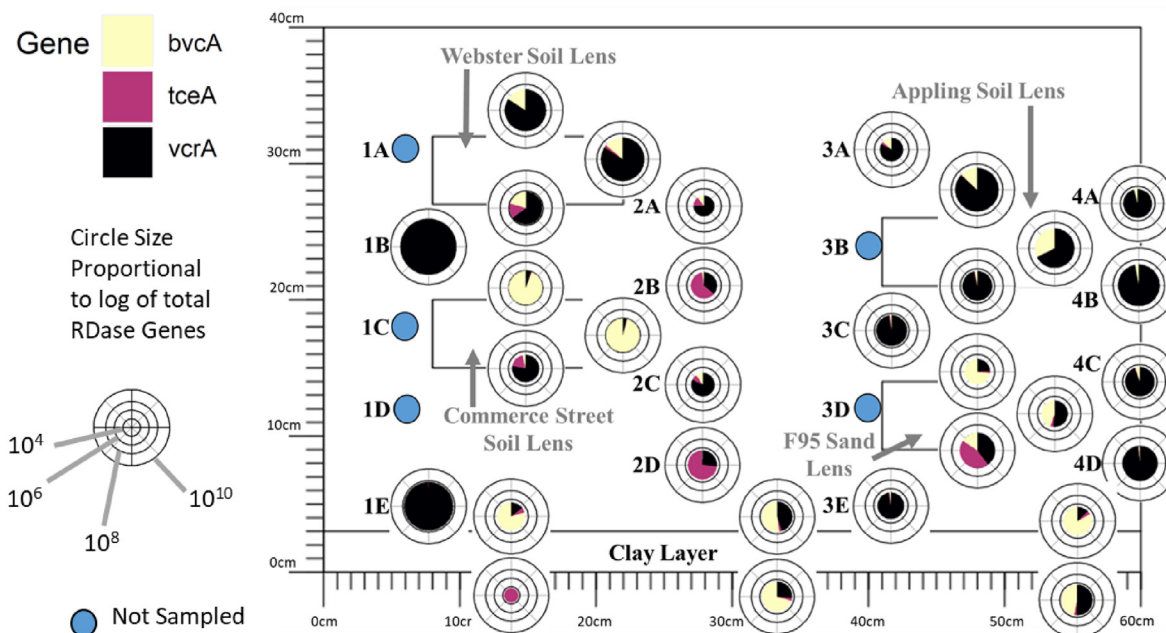 Gene
bvcA
tceA
vcrA
Circle Size
Proportional
to log of total
RDase Genes
10^4
10^6
10^8
10^10
Not Sampled
40cm
30cm
20cm
10cm
0cm
Webster Soil Lens
Appling Soil Lens
1A
1B
1C
1D
1E
2A
2B
2C
2D
3A
3B
3C
3D
3E
4A
4B
4C
4D
Commerce Street
Soil Lens
F95 Sand
Lens
Clay Layer
0cm
10cm
20cm
30cm
40cm
50cm
60cm